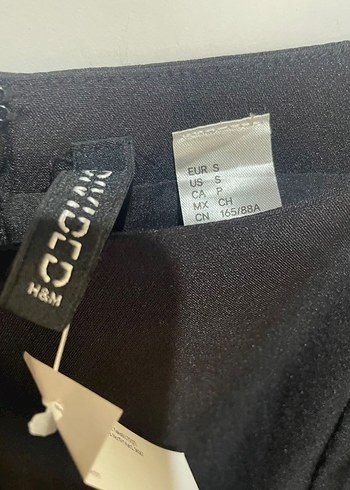 DIVIDED
H&M
EUR S
US S
CA P
MX CH
CN 165/88A